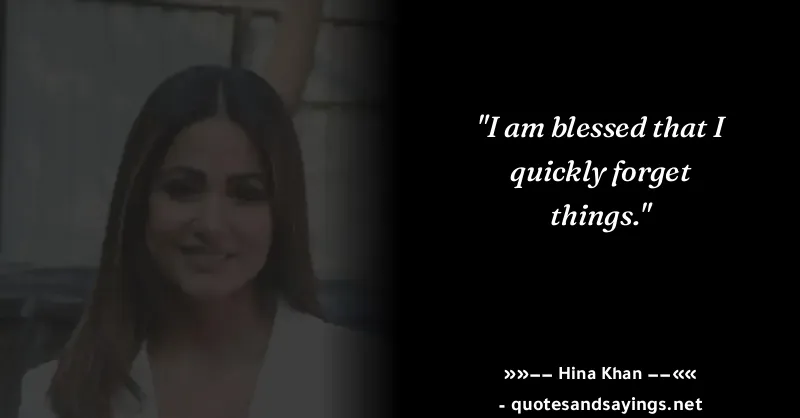 "I am blessed that I
quickly forget
things."
»»−− Hina Khan −−««
- quotesandsayings.net